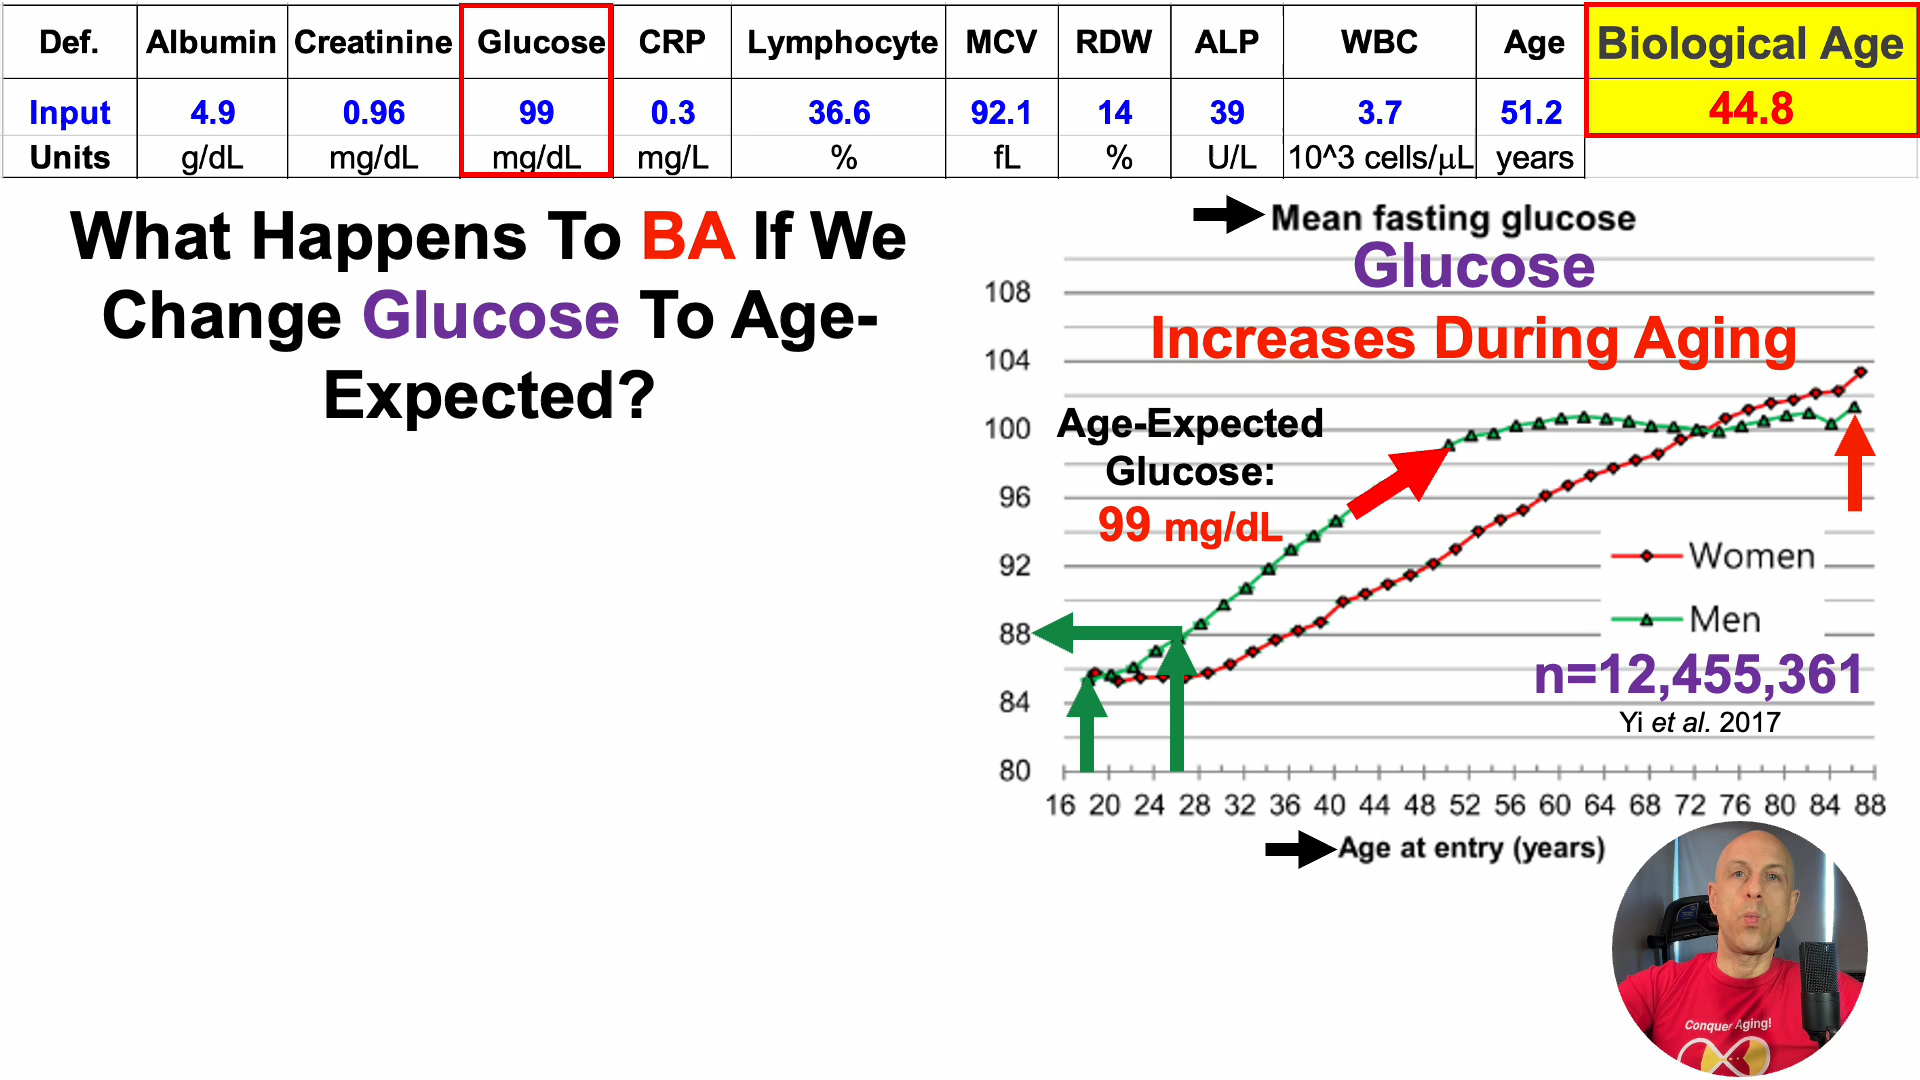 Def. Albumin Creatinine Glucose CRP Lymphocyte MCV RDW ALP WBC Age Biological Age
Input 4.9 0.96 99 0.3 36.6 92.1 14 39 3.7 51.2 44.8
Units g/dL mg/dL mg/dL mg/L % fL % U/L 10^3 cells/μL years
What Happens To BA If We
Change Glucose To Age-
Expected?
Mean fasting glucose
Glucose
Increases During Aging
108
104
100
96
92
88
84
80
Age-Expected
Glucose:
99 mg/dL
Women
Men
n=12,455,361
Yi et al. 2017
16 20 24 28 32 36 40 44 48 52 56 60 64 68 72 76 80 84 88
Age at entry (years)
Conquer Aging!